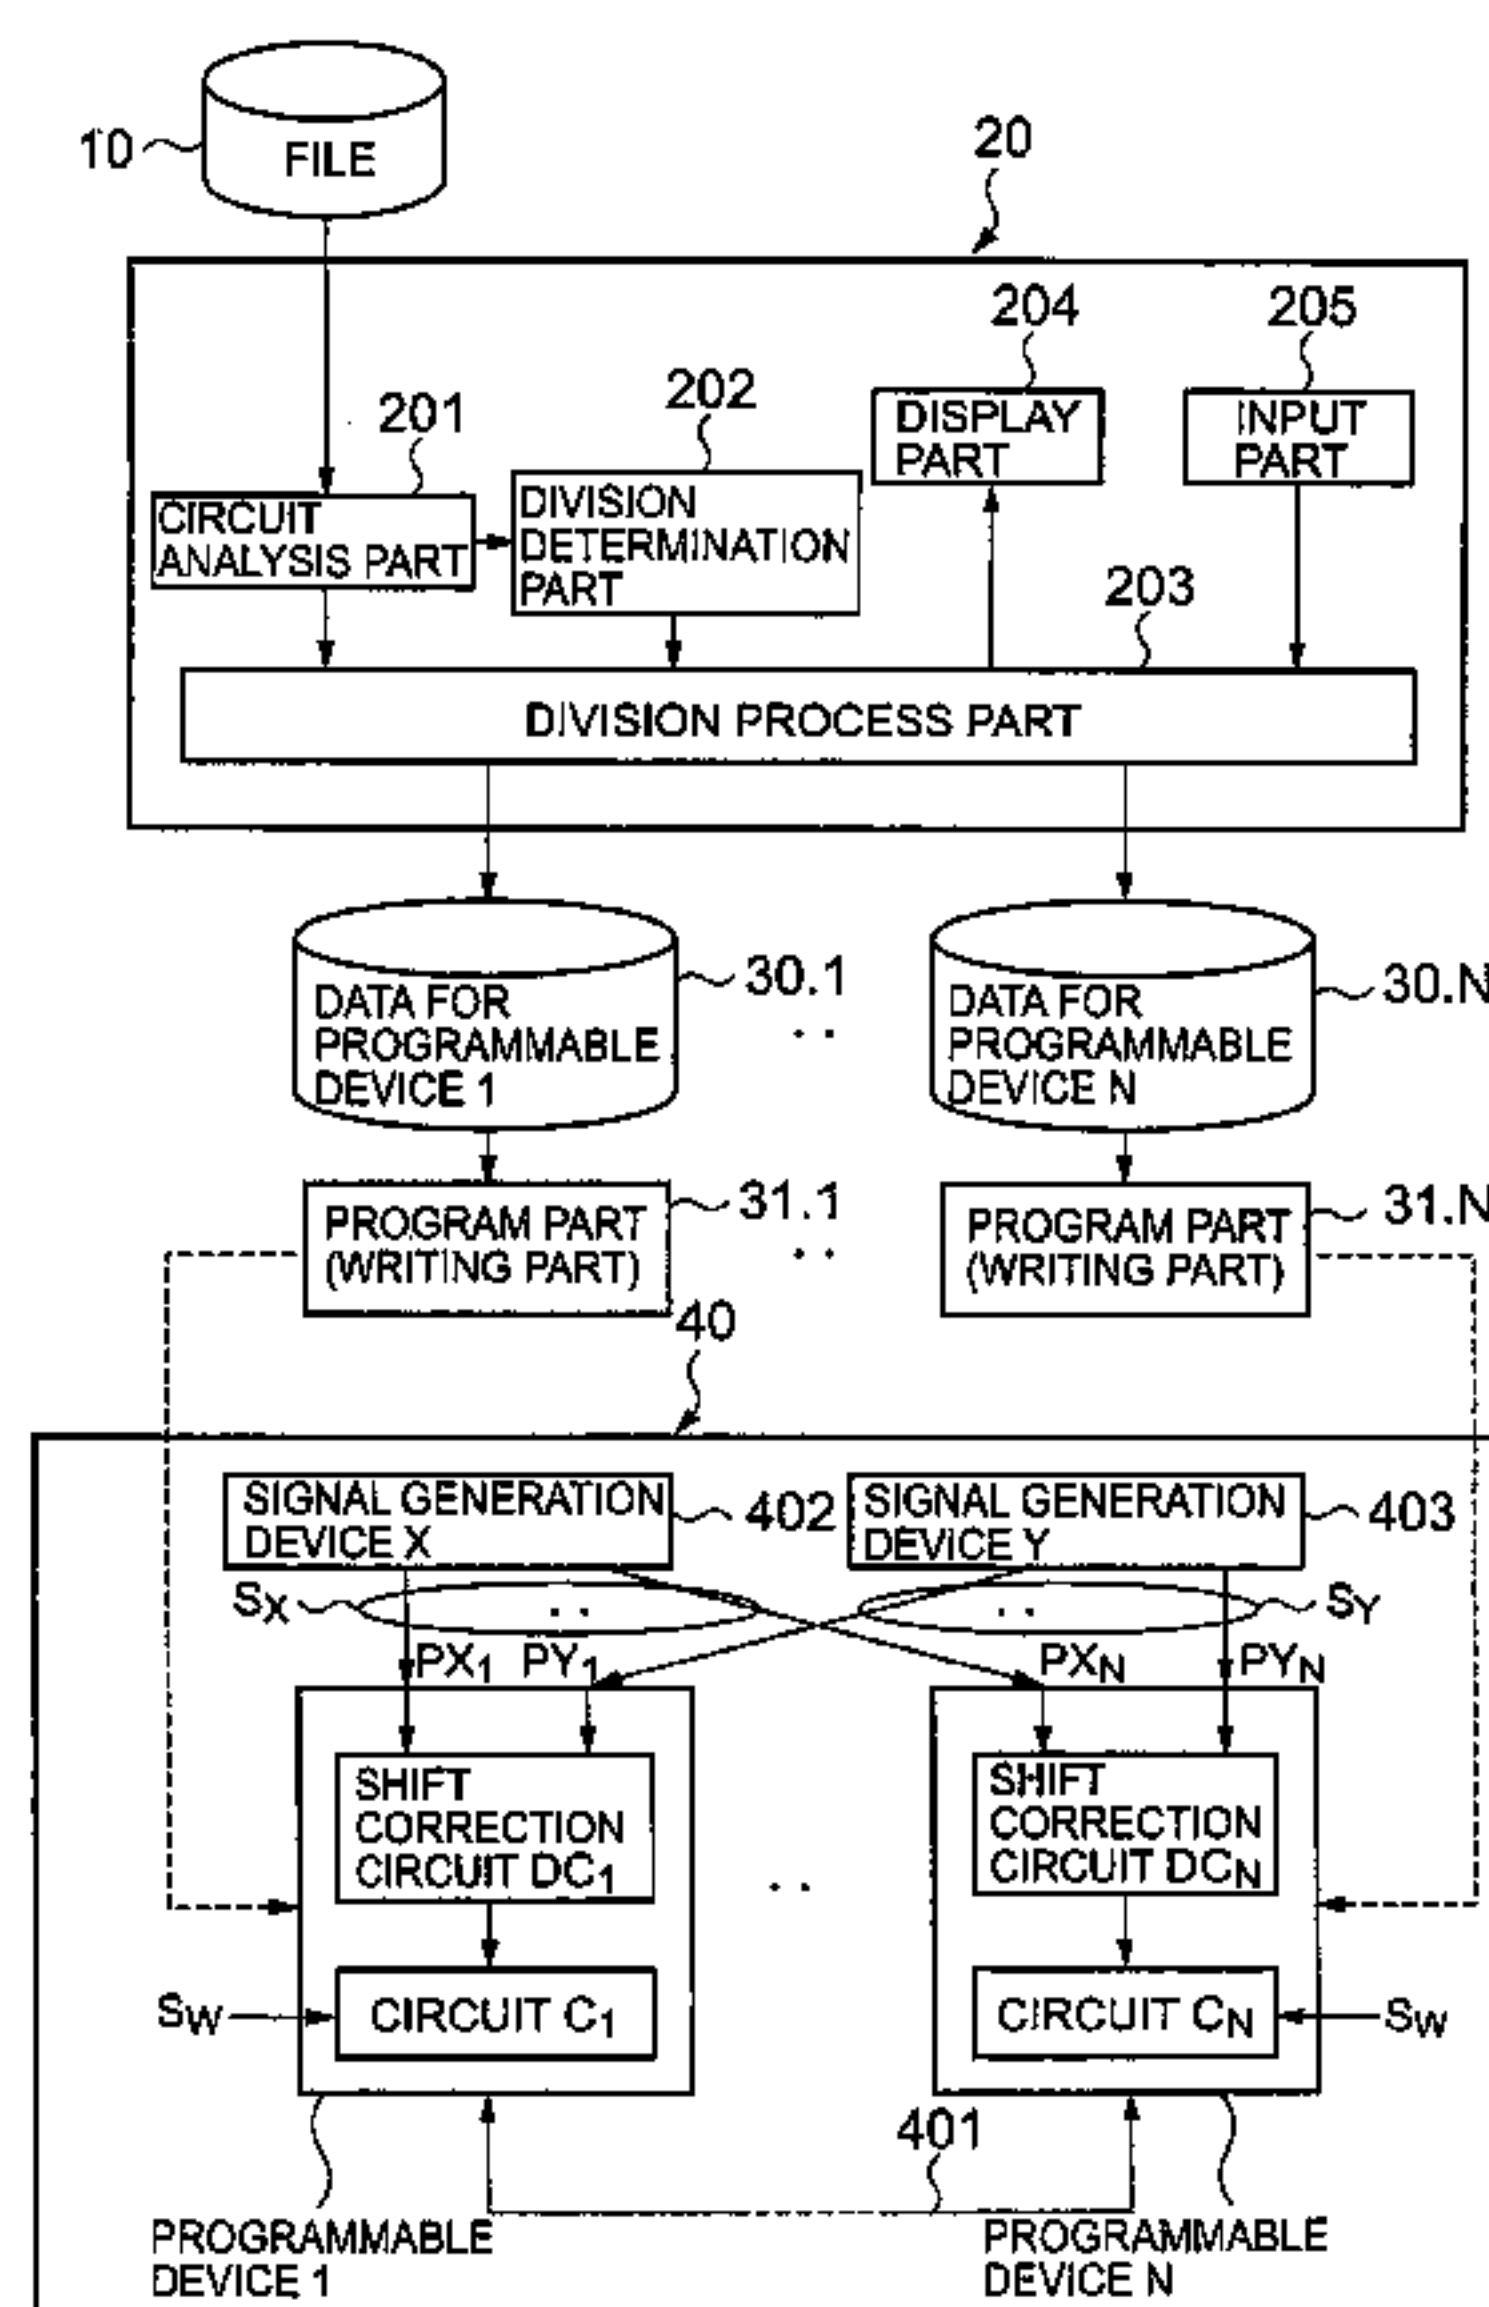 10
FILE
20
204
205
202
201
DISPLAY
PART
INPUT
PART
DIVISION
DETERMINATION
PART
CIRCUIT
ANALYSIS PART
203
DIVISION PROCESS PART
DATA FOR
PROGRAMMABLE
DEVICE 1
30.1
. .
DATA FOR
PROGRAMMABLE
DEVICE N
30.N
PROGRAM PART
(WRITING PART)
31.1
. .
PROGRAM PART
(WRITING PART)
31.N
40
SIGNAL GENERATION
DEVICE X
402
SIGNAL GENERATION
DEVICE Y
403
SX
. .
. .
SY
PX1 PY1
PXN PYN
SHIFT
CORRECTION
CIRCUIT DC1
. .
SHIFT
CORRECTION
CIRCUIT DCN
SW
CIRCUIT C1
CIRCUIT CN
SW
401
PROGRAMMABLE
DEVICE 1
PROGRAMMABLE
DEVICE N